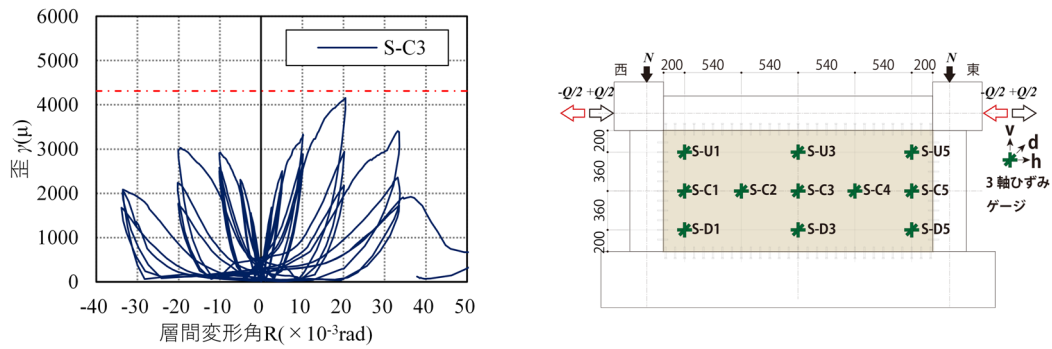 6000
5000
4000
3000
2000
1000
0
-40 -30 -20 -10 0 10 20 30 40 50
歪 γ(μ)
層間変形角R(×10⁻³rad)
S-C3
N N
西 200 540 540 540 540 200 東
-Q/2 +Q/2 -Q/2 +Q/2
200
360
360
200
S-U1 S-U3 S-U5
S-C1 S-C2 S-C3 S-C4 S-C5
S-D1 S-D3 S-D5
v
d
h
3軸ひずみ
ゲージ